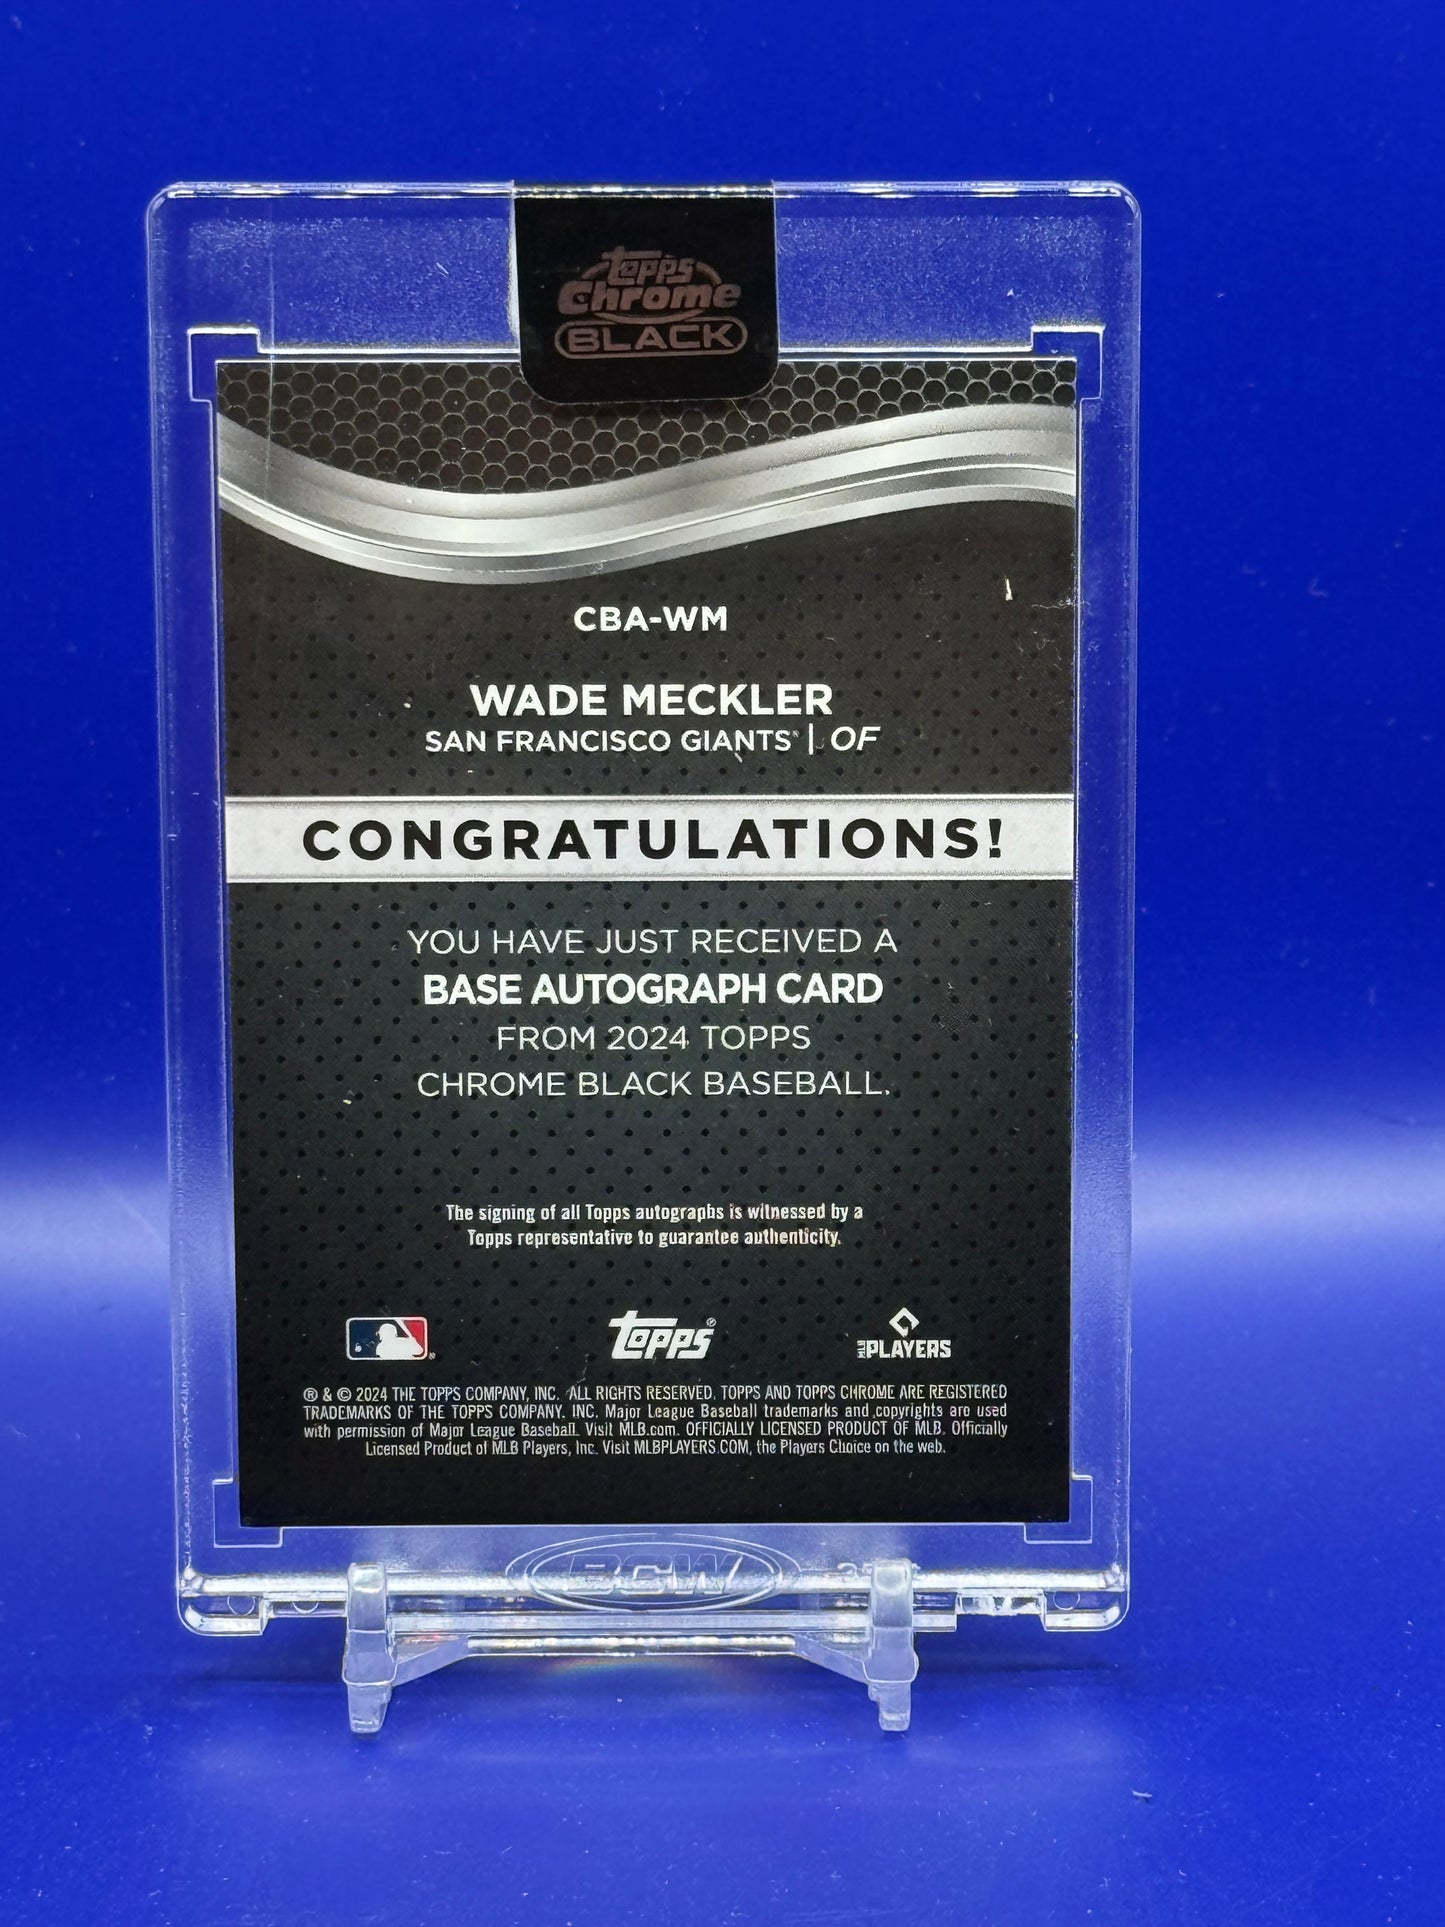 Topps
Chrome
BLACK
CBA-WM
WADE MECKLER
SAN FRANCISCO GIANTS® | OF
CONGRATULATIONS!
YOU HAVE JUST RECEIVED A
BASE AUTOGRAPH CARD
FROM 2024 TOPPS
CHROME BLACK BASEBALL.
The signing of all Topps autographs is witnessed by a
Topps representative to guarantee authenticity.
Topps®
MLB PLAYERS
® & © 2024 THE TOPPS COMPANY, INC. ALL RIGHTS RESERVED. TOPPS AND TOPPS CHROME ARE REGISTERED
TRADEMARKS OF THE TOPPS COMPANY, INC. Major League Baseball trademarks and copyrights are used
with permission of Major League Baseball. Visit MLB.com. OFFICIALLY LICENSED PRODUCT OF MLB. Officially
Licensed Product of MLB Players, Inc. Visit MLBPLAYERS.COM, the Players Choice on the web.
BCW